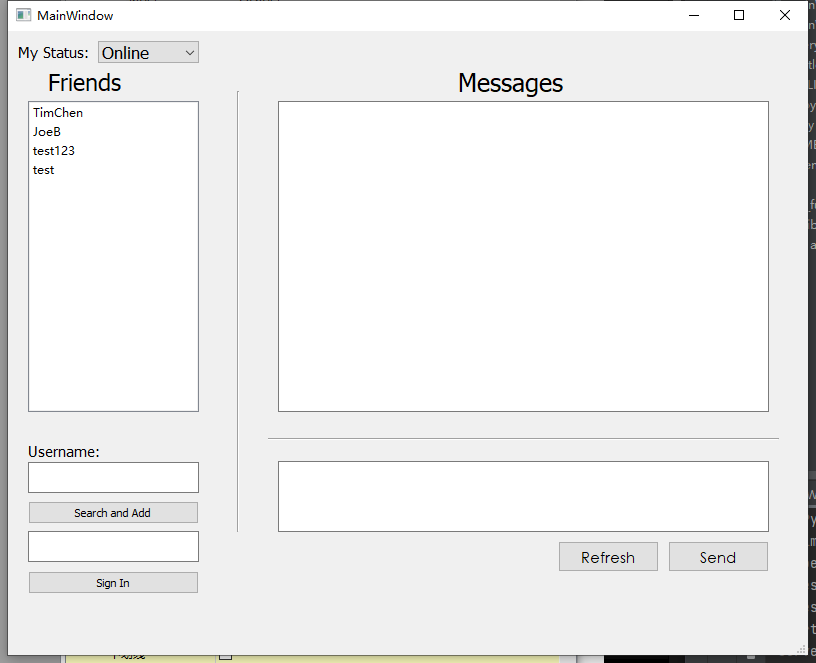 MainWindow
My Status: Online
Friends
Messages
TimChen
JoeB
test123
test
Username:
Search and Add
Sign In
Refresh
Send